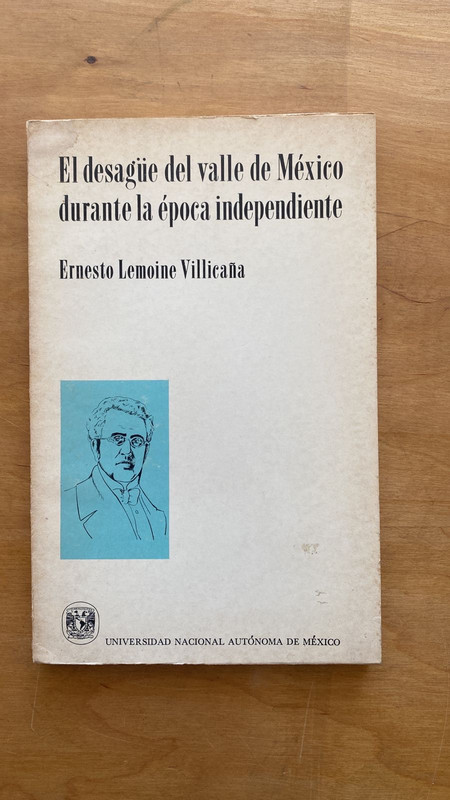 El desagüe del valle de México
durante la época independiente
Ernesto Lemoine Villicaña
UNIVERSIDAD NACIONAL AUTÓNOMA DE MÉXICO